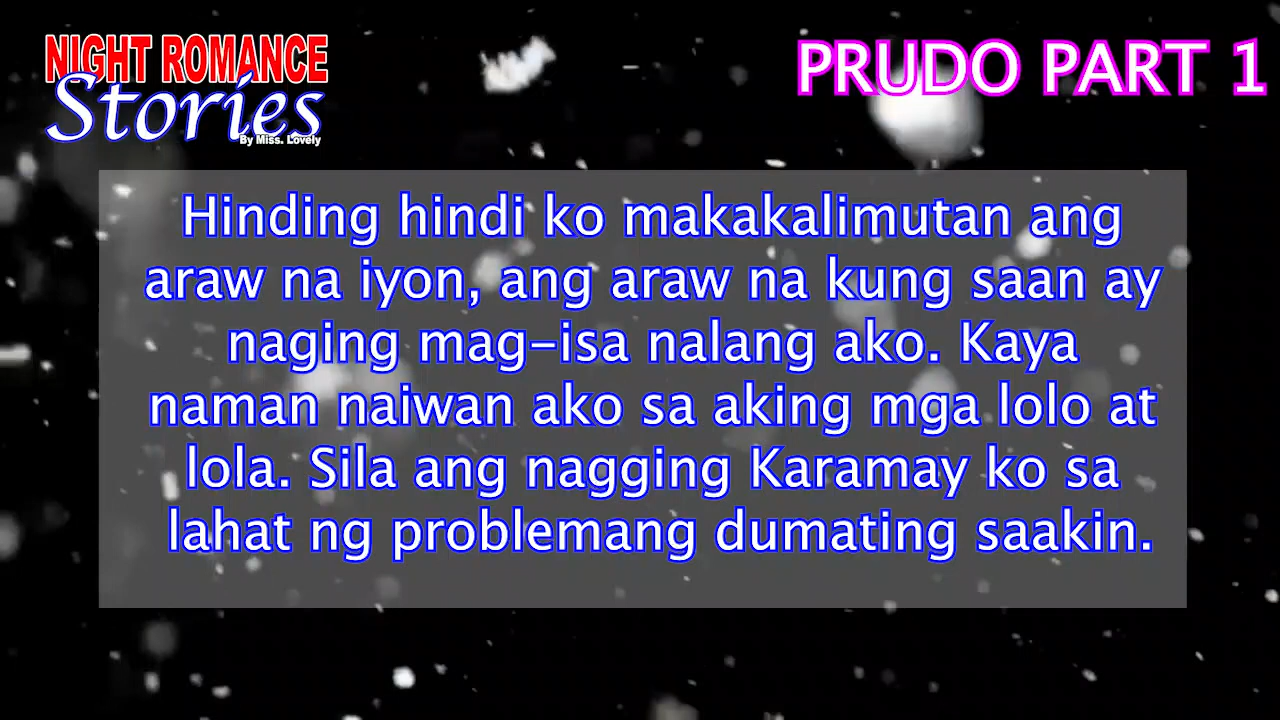 NIGHT ROMANCE
Stories
By Miss. Lovely
PRUDO PART 1
Hinding hindi ko makakalimutan ang
araw na iyon, ang araw na kung saan ay
naging mag-isa nalang ako. Kaya
naman naiwan ako sa aking mga lolo at
lola. Sila ang nagging Karamay ko sa
lahat ng problemang dumating saakin.